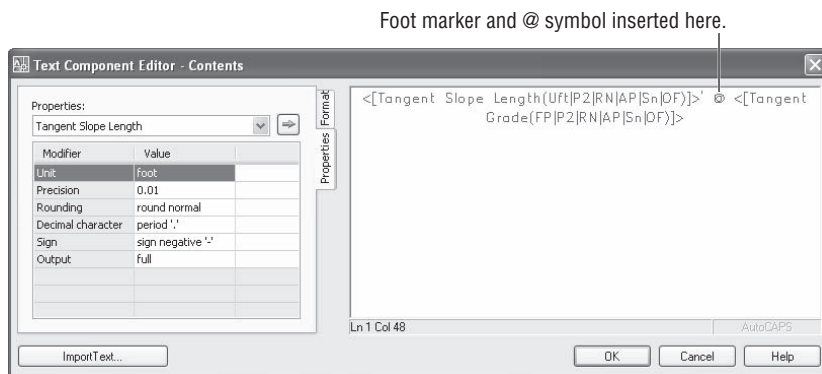 Foot marker and @ symbol inserted here.
Text Component Editor - Contents
Properties:
Tangent Slope Length
Modifier Value
Unit foot
Precision 0.01
Rounding round normal
Decimal character period '.'
Sign sign negative '-'
Output full
Format
Properties
<[Tangent Slope Length(Uft|P2|RN|AP|Sn|OF)]>' @ <[Tangent
Grade(FP|P2|RN|AP|Sn|OF)]>
Ln 1 Col 48
AutoCAPS
ImportText...
OK Cancel Help